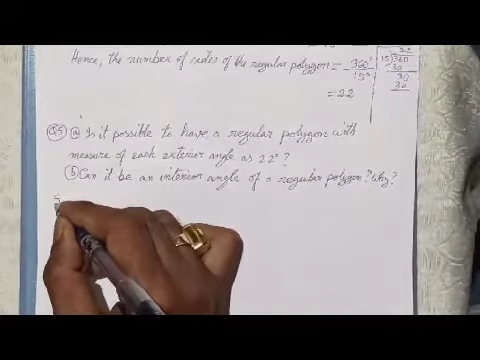 Hence, the number of sides of the regular polygon = 360°
15°
= 22
22
15)360
30
30
30
Q5 (a) Is it possible to have a regular polygon with
measure of each exterior angle as 22°?
(b) Can it be an interior angle of a regular polygon? Why?
S